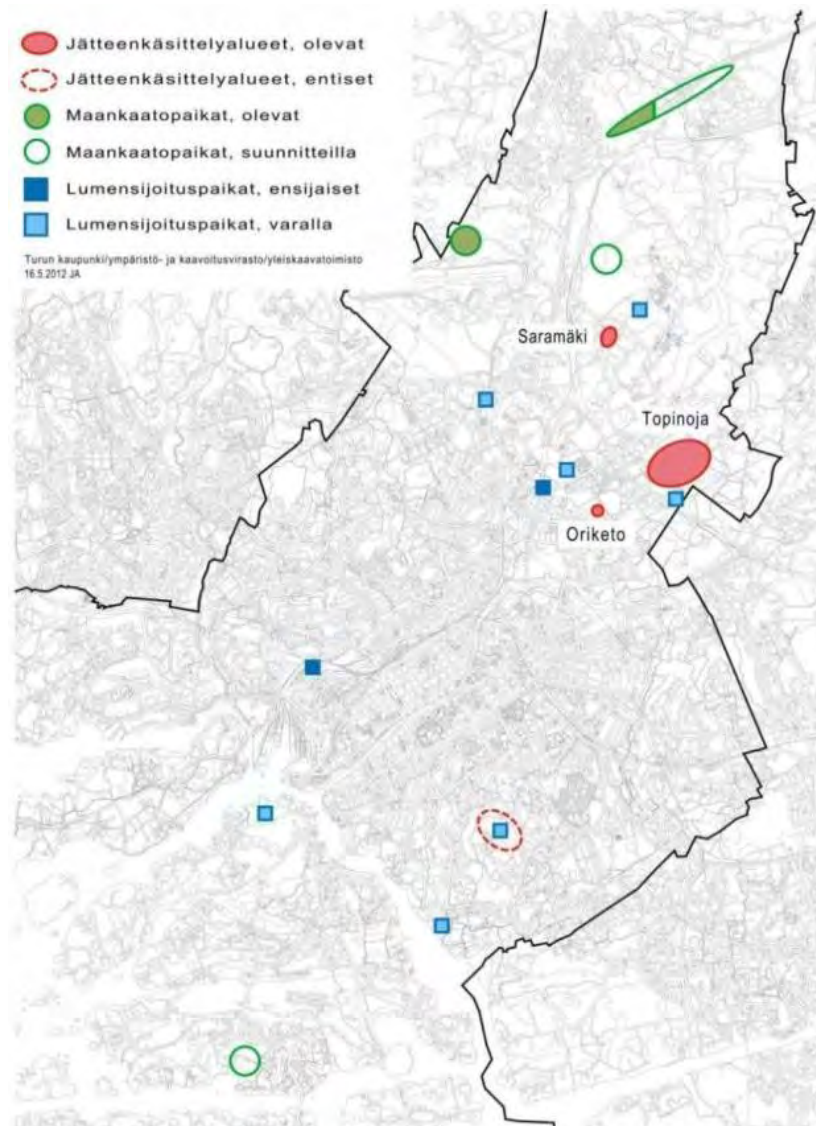 Jätteenkäsittelyalueet, olevat
Jätteenkäsittelyalueet, entiset
Maankaatopaikat, olevat
Maankaatopaikat, suunnitteilla
Lumensijoituspaikat, ensijaiset
Lumensijoituspaikat, varalla
Turun kaupunki/ympäristö- ja kaavoitusvirasto/yleiskaavatoimisto
16.5.2012 JA
Saramäki
Topinoja
Oriketo